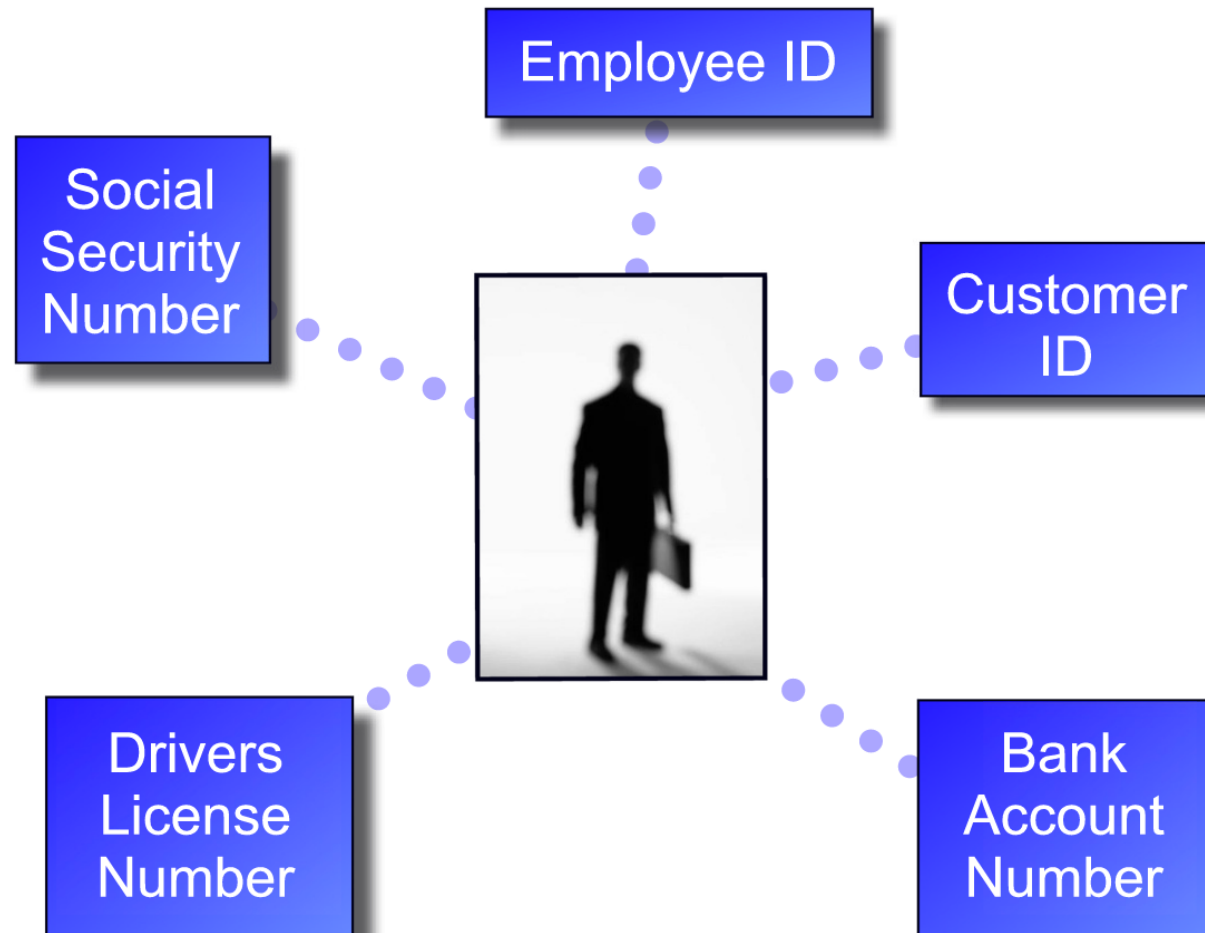 Employee ID
Social
Security
Number
Customer
ID
Drivers
License
Number
Bank
Account
Number